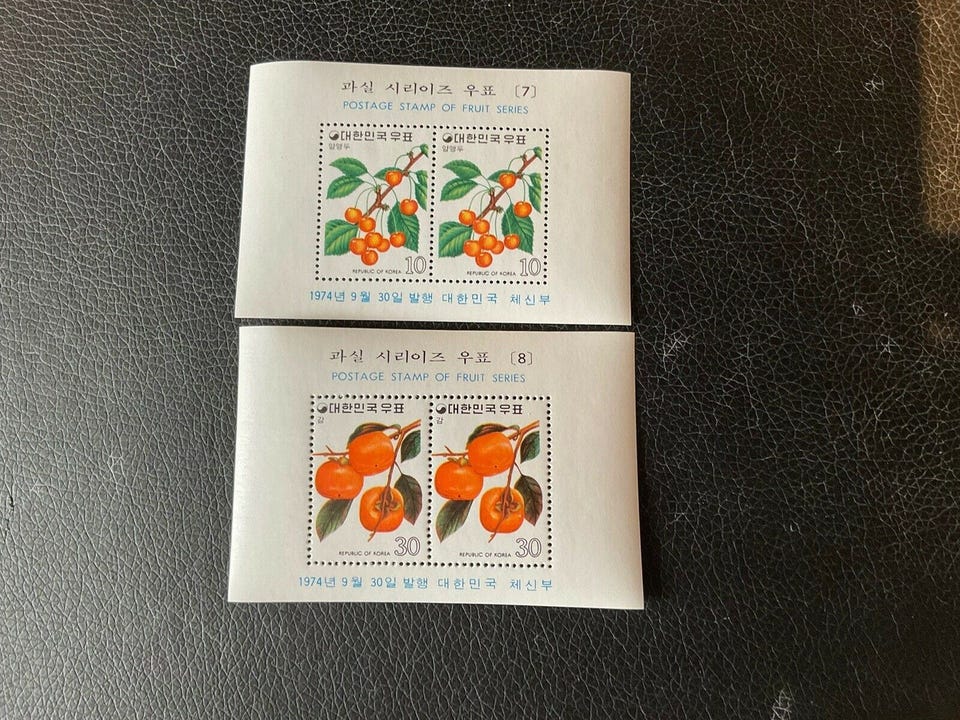 과실 시리이즈 우표 〔7〕
POSTAGE STAMP OF FRUIT SERIES
대한민국우표 대한민국우표
양앵두 양앵두
REPUBLIC OF KOREA 10 REPUBLIC OF KOREA 10
1974년 9월 30일 발행 대한민국 체신부
과실 시리이즈 우표 〔8〕
POSTAGE STAMP OF FRUIT SERIES
대한민국우표 대한민국우표
감 감
REPUBLIC OF KOREA 30 REPUBLIC OF KOREA 30
1974년 9월 30일 발행 대한민국 체신부